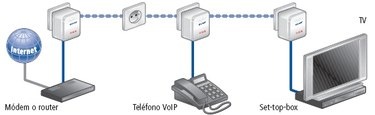 TV
Internet
Módem o router
Teléfono VoIP
Set-top-box